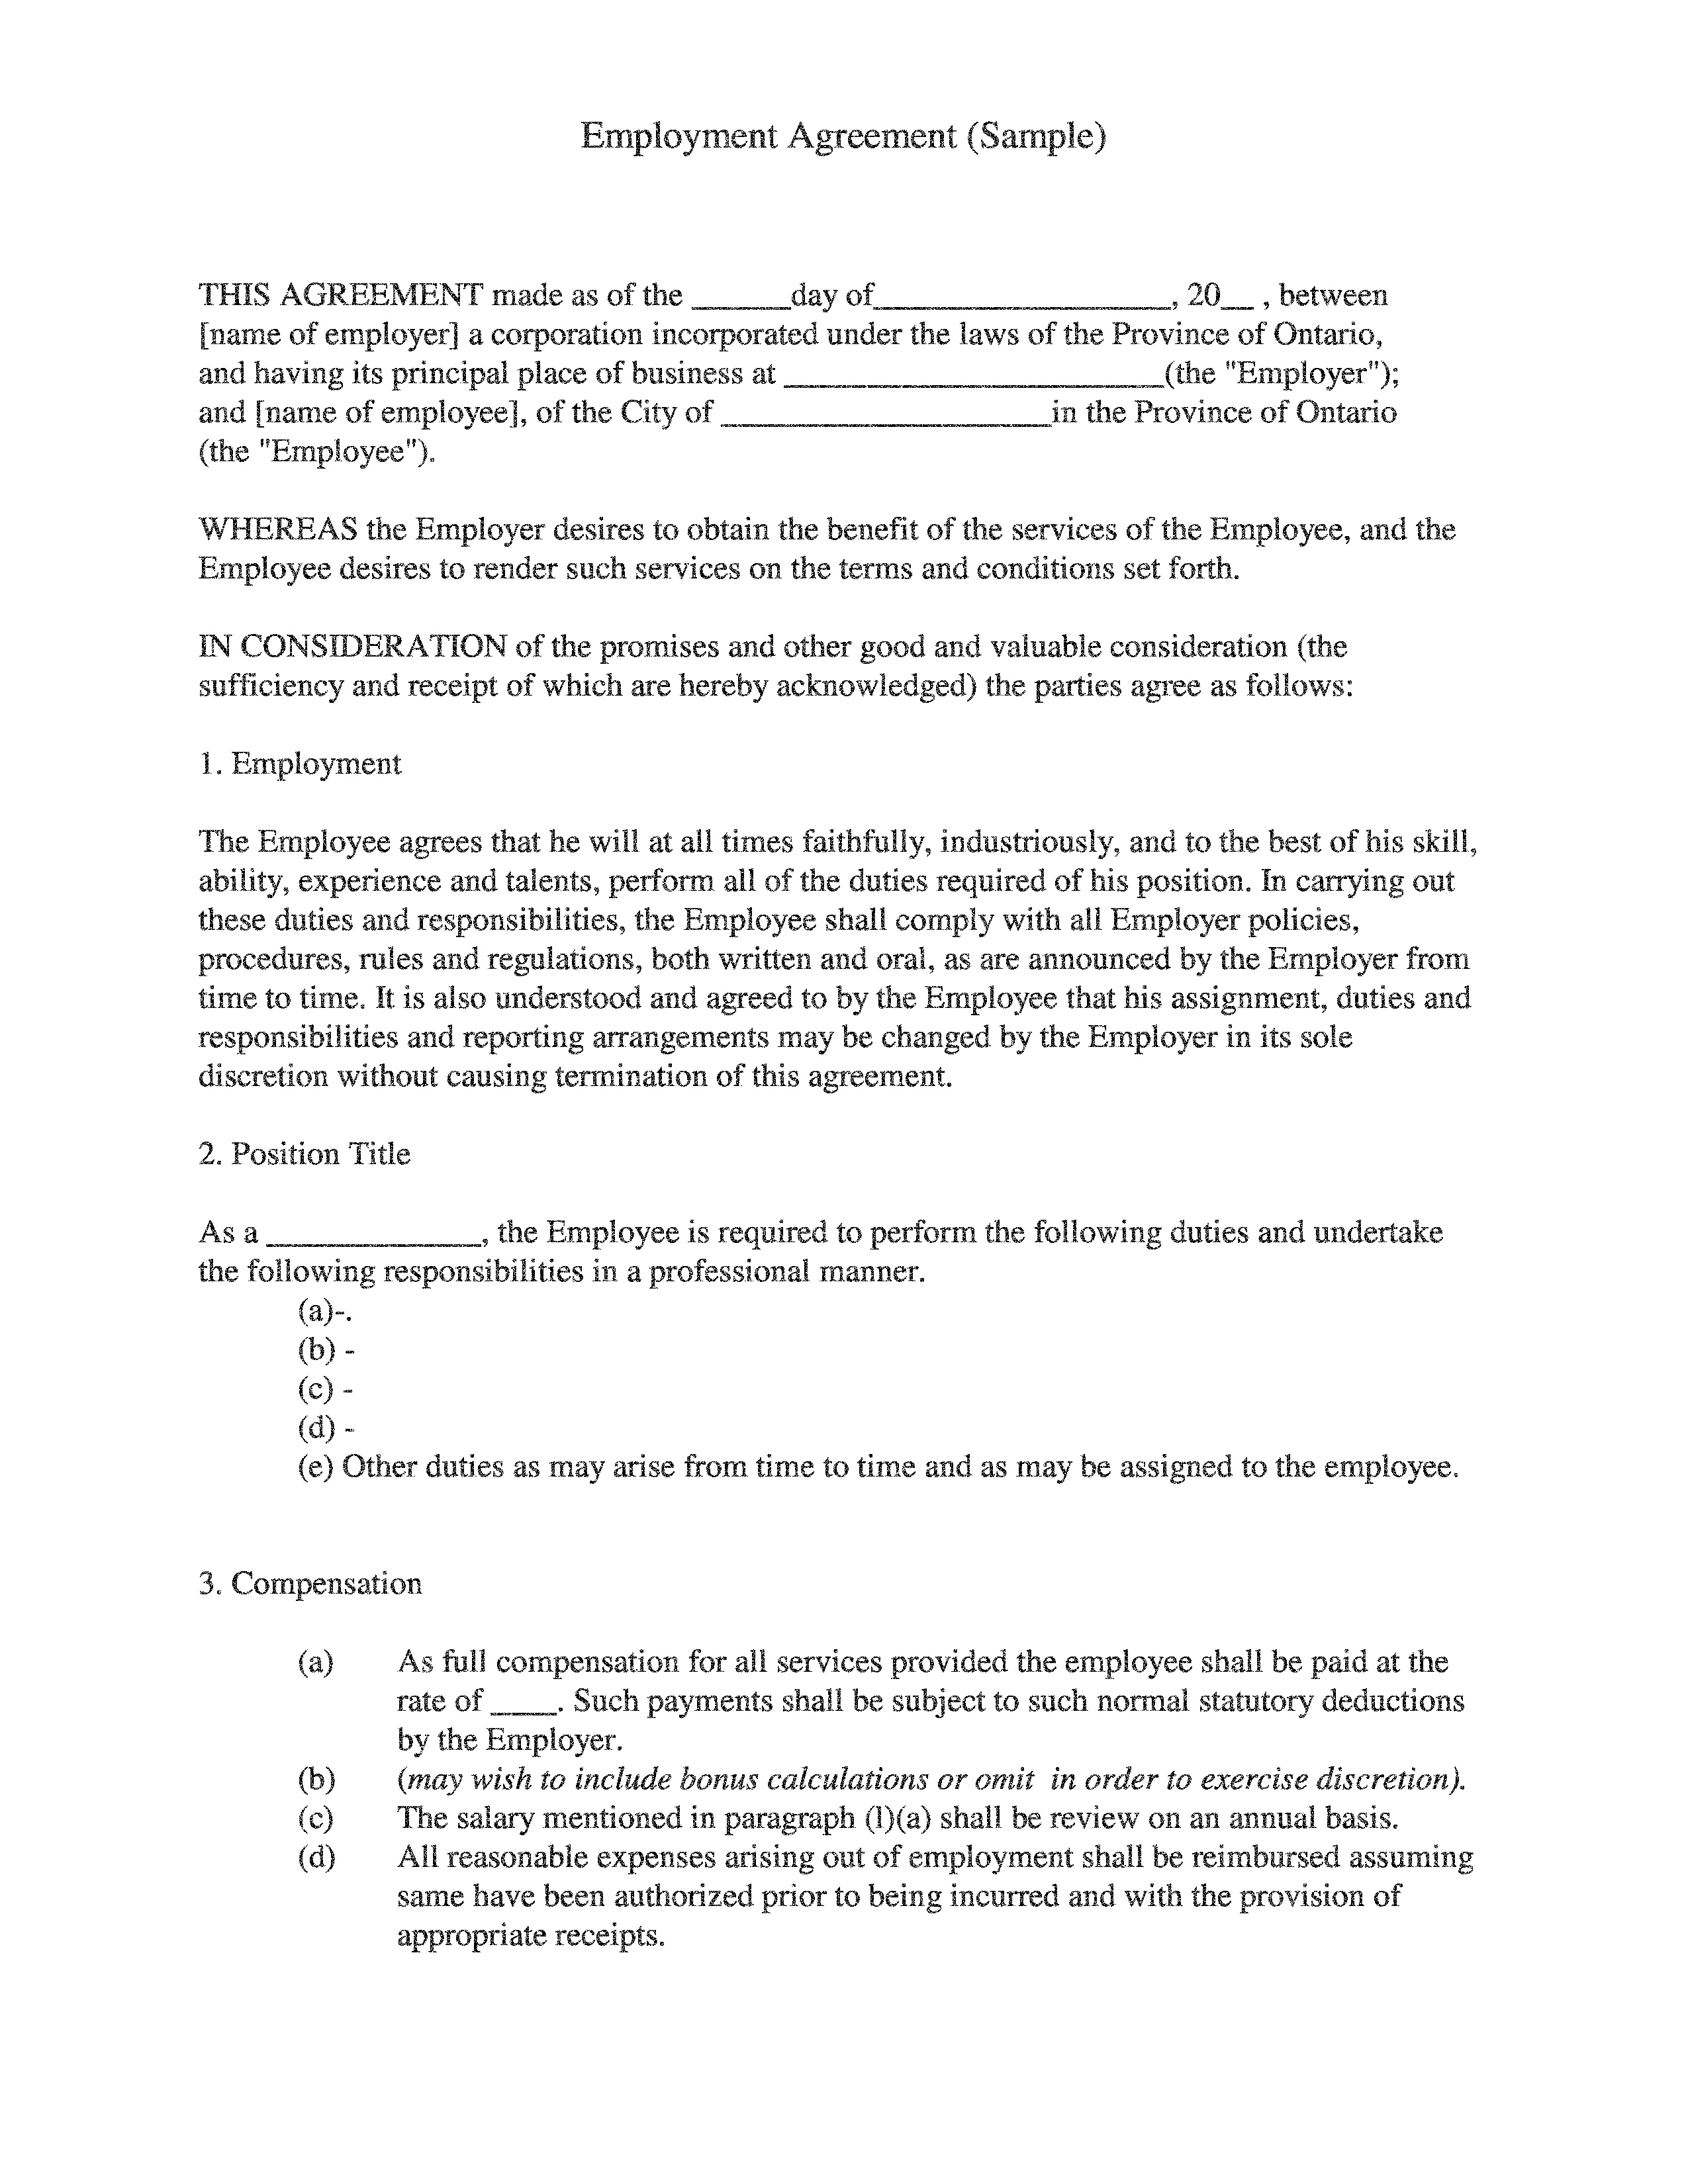 Employment Agreement (Sample)
THIS AGREEMENT made as of the ______day of__________________, 20__ , between
[name of employer] a corporation incorporated under the laws of the Province of Ontario,
and having its principal place of business at _______________________(the "Employer");
and [name of employee], of the City of ____________________in the Province of Ontario
(the "Employee").
WHEREAS the Employer desires to obtain the benefit of the services of the Employee, and the
Employee desires to render such services on the terms and conditions set forth.
IN CONSIDERATION of the promises and other good and valuable consideration (the
sufficiency and receipt of which are hereby acknowledged) the parties agree as follows:
1. Employment
The Employee agrees that he will at all times faithfully, industriously, and to the best of his skill,
ability, experience and talents, perform all of the duties required of his position. In carrying out
these duties and responsibilities, the Employee shall comply with all Employer policies,
procedures, rules and regulations, both written and oral, as are announced by the Employer from
time to time. It is also understood and agreed to by the Employee that his assignment, duties and
responsibilities and reporting arrangements may be changed by the Employer in its sole
discretion without causing termination of this agreement.
2. Position Title
As a _____________, the Employee is required to perform the following duties and undertake
the following responsibilities in a professional manner.
(a)-.
(b) -
(c) -
(d) -
(e) Other duties as may arise from time to time and as may be assigned to the employee.
3. Compensation
(a) As full compensation for all services provided the employee shall be paid at the
rate of ____. Such payments shall be subject to such normal statutory deductions
by the Employer.
(b) (may wish to include bonus calculations or omit in order to exercise discretion).
(c) The salary mentioned in paragraph (l)(a) shall be review on an annual basis.
(d) All reasonable expenses arising out of employment shall be reimbursed assuming
same have been authorized prior to being incurred and with the provision of
appropriate receipts.